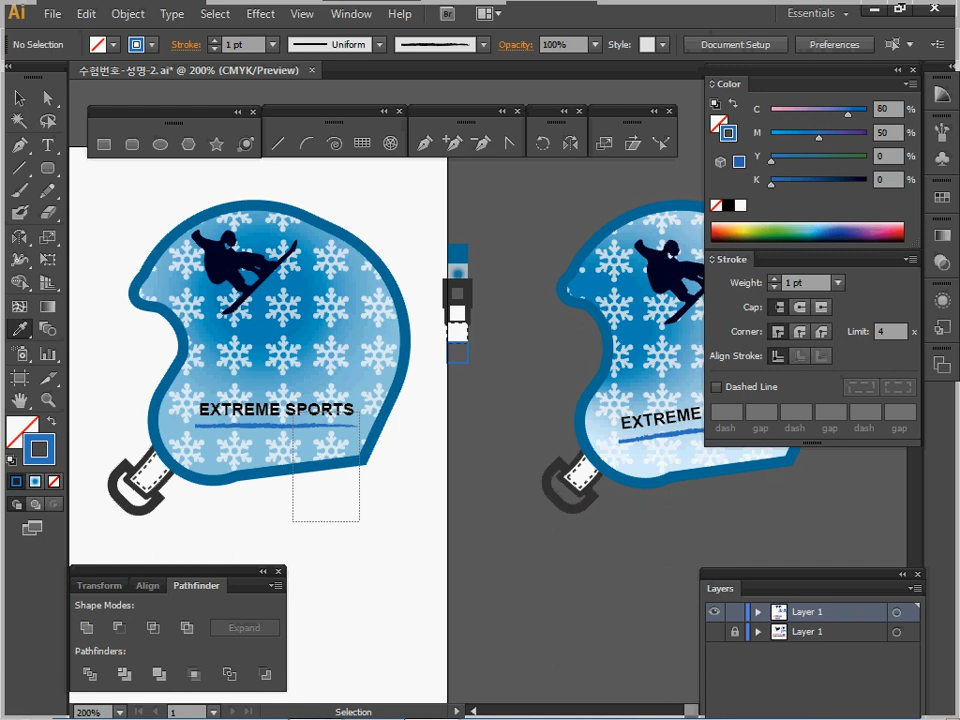 Ai File Edit Object Type Select Effect View Window Help Br Essentials
No Selection Stroke: 1 pt Uniform Opacity: 100% Style: Document Setup Preferences
수험번호-성명-2.ai* @ 200% (CMYK/Preview) ×
Color
C 80 %
M 50 %
Y 0 %
K 0 %
Stroke
Weight: 1 pt
Cap:
Corner: Limit: 4 x
Align Stroke:
Dashed Line
dash gap dash gap dash gap
EXTREME SPORTS
EXTREME
Transform Align Pathfinder
Shape Modes:
Expand
Pathfinders:
Layers
Layer 1
Layer 1
200% 1 Selection